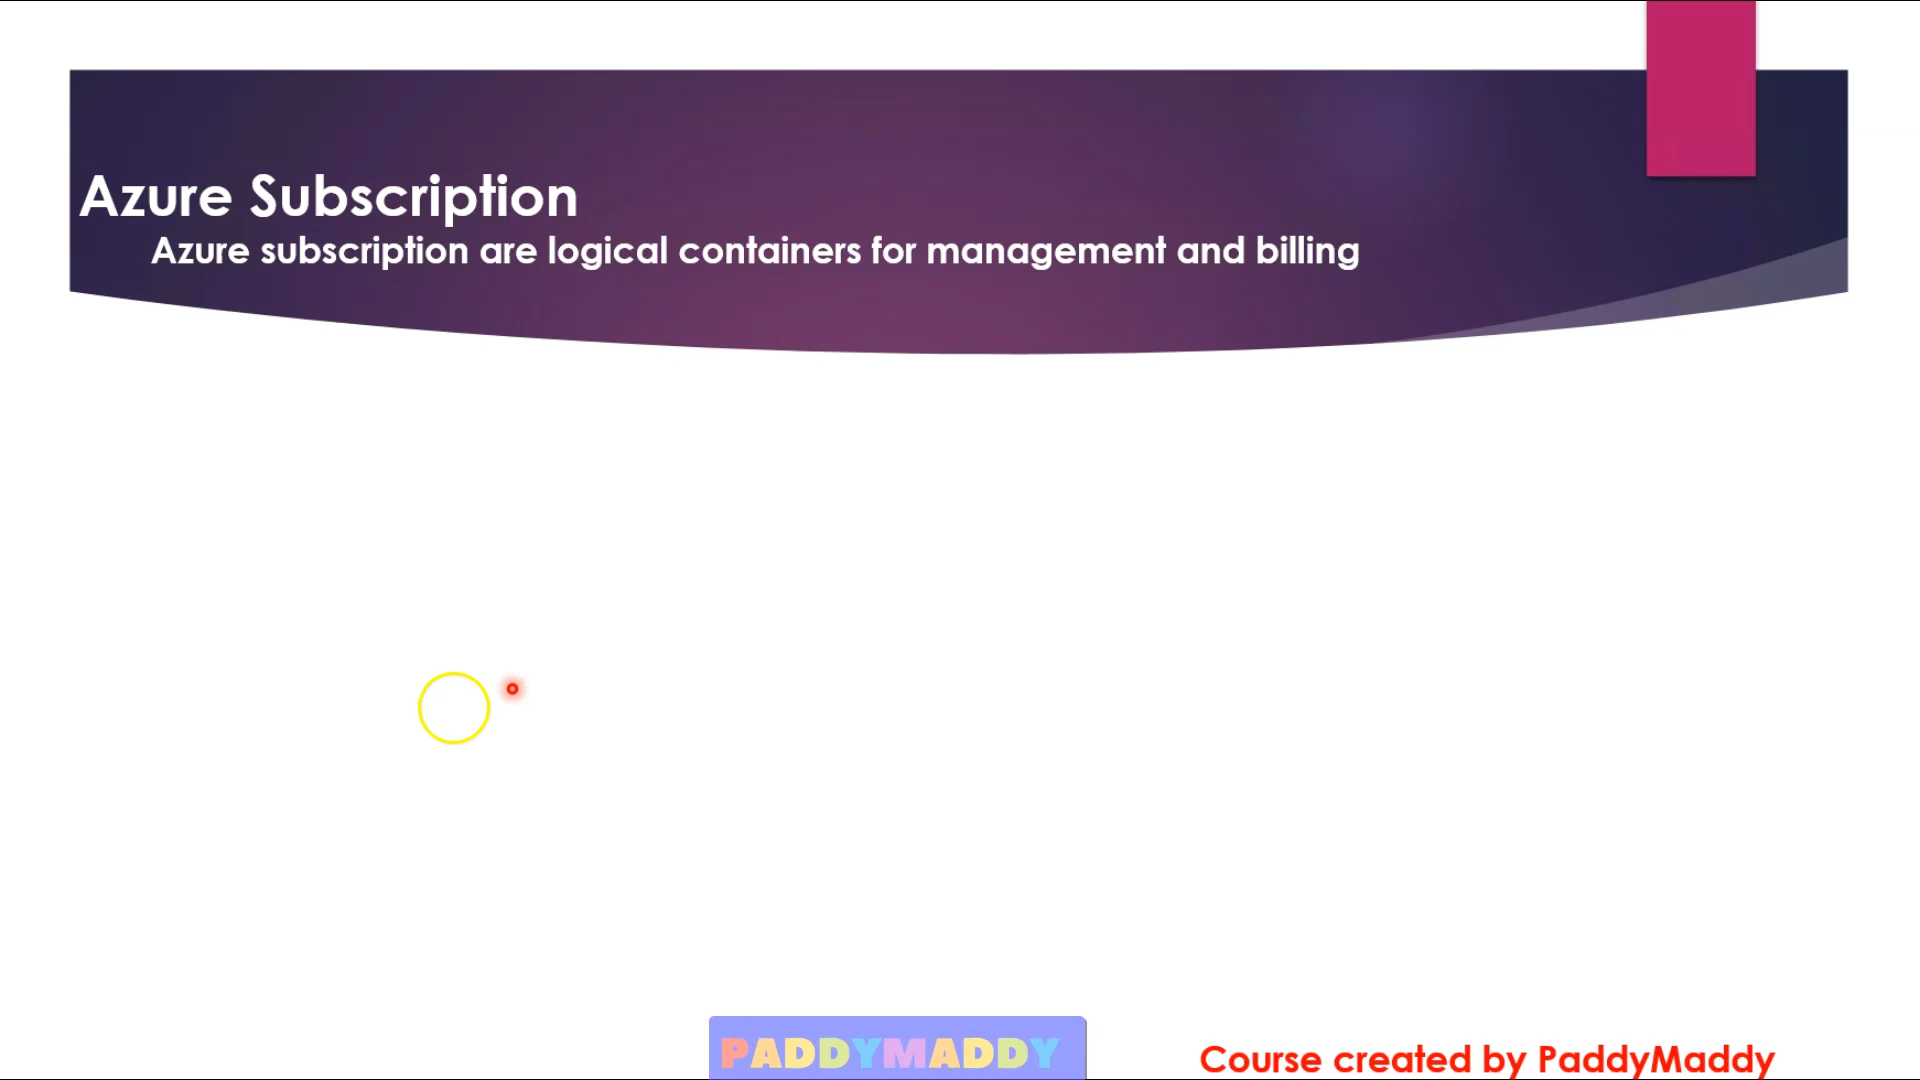 Azure Subscription
Azure subscription are logical containers for management and billing
PADDYMADDY
Course created by PaddyMaddy